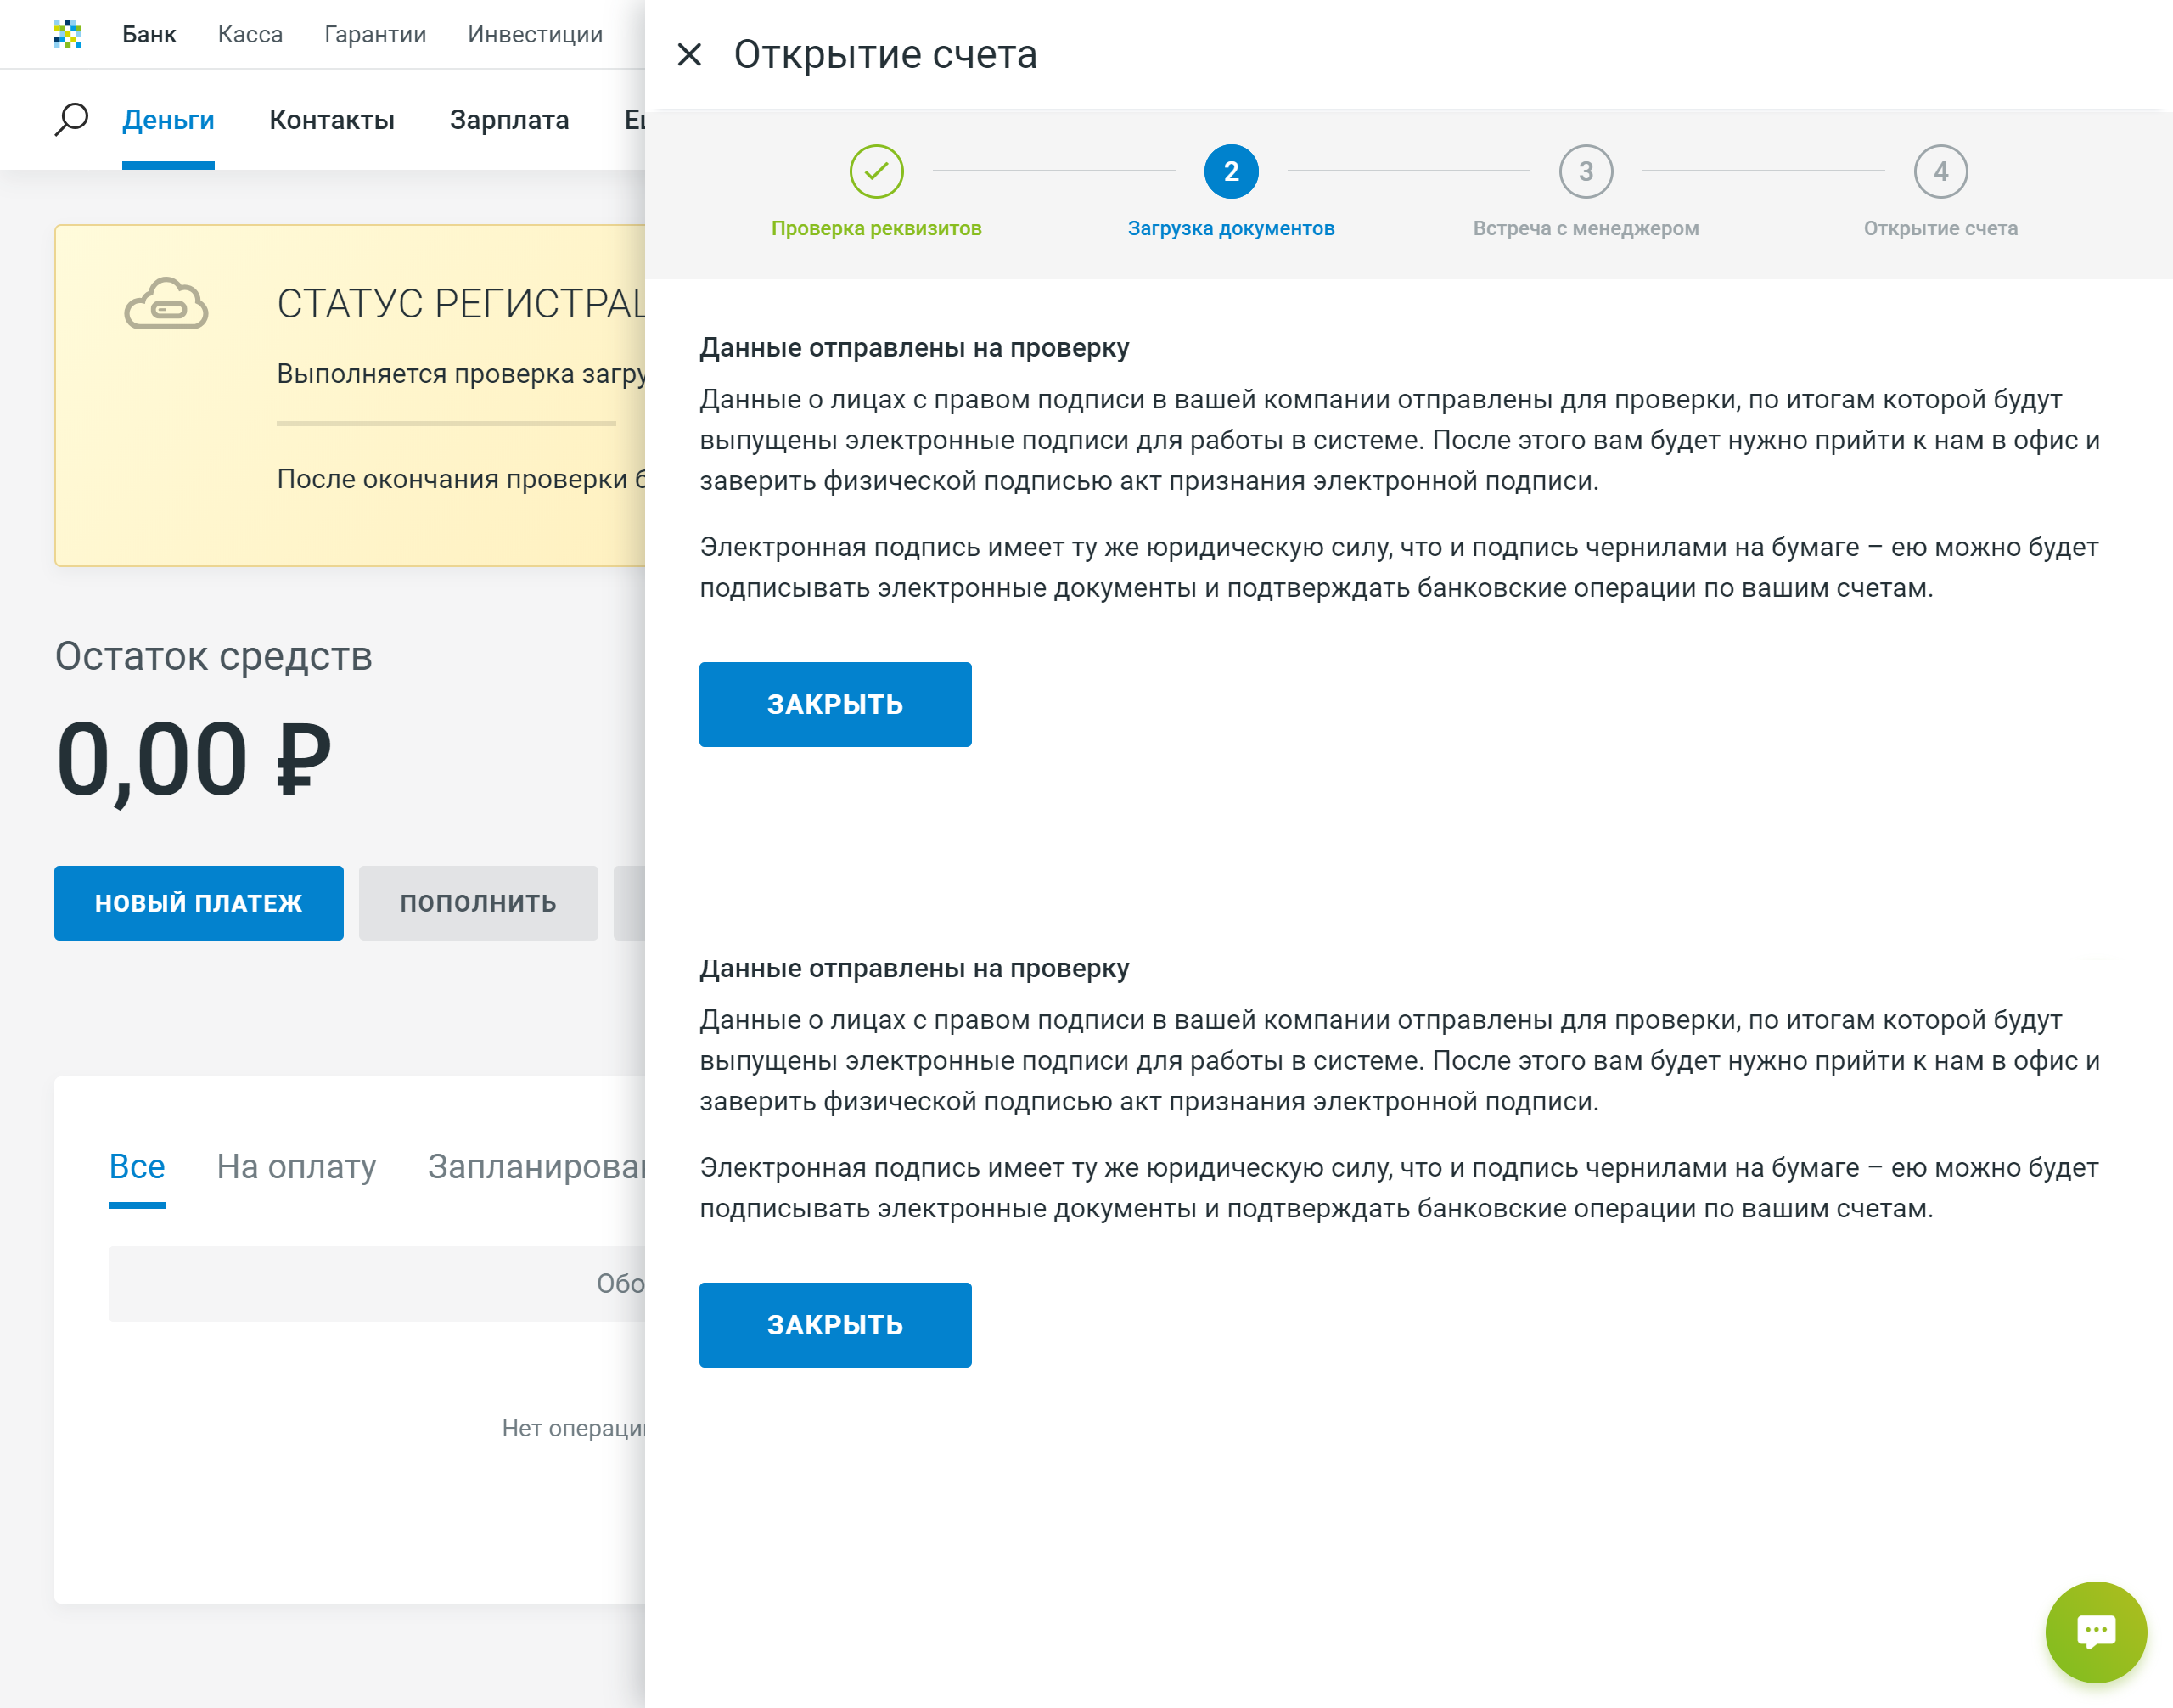 Банк Касса Гарантии Инвестиции
Деньги Контакты Зарплата
СТАТУС
Выполняется проверка
После окончания проверки
Остаток средств
0,00 ₽
НОВЫЙ ПЛАТЕЖ ПОПОЛНИТЬ
Все На оплату
Нет
Открытие счета
2 3 4
Проверка реквизитов Загрузка документов Встреча с менеджером Открытие счета
Данные отправлены на проверку
Данные о лицах с правом подписи в вашей компании отправлены для проверки, по итогам которой будут
выпущены электронные подписи для работы в системе. После этого вам будет нужно прийти к нам в офис и
заверить физической подписью акт признания электронной подписи.
Электронная подпись имеет ту же юридическую силу, что и подпись чернилами на бумаге – ею можно будет
подписывать электронные документы и подтверждать банковские операции по вашим счетам.
ЗАКРЫТЬ
Данные отправлены на проверку
Данные о лицах с правом подписи в вашей компании отправлены для проверки, по итогам которой будут
выпущены электронные подписи для работы в системе. После этого вам будет нужно прийти к нам в офис и
заверить физической подписью акт признания электронной подписи.
Электронная подпись имеет ту же юридическую силу, что и подпись чернилами на бумаге – ею можно будет
подписывать электронные документы и подтверждать банковские операции по вашим счетам.
ЗАКРЫТЬ